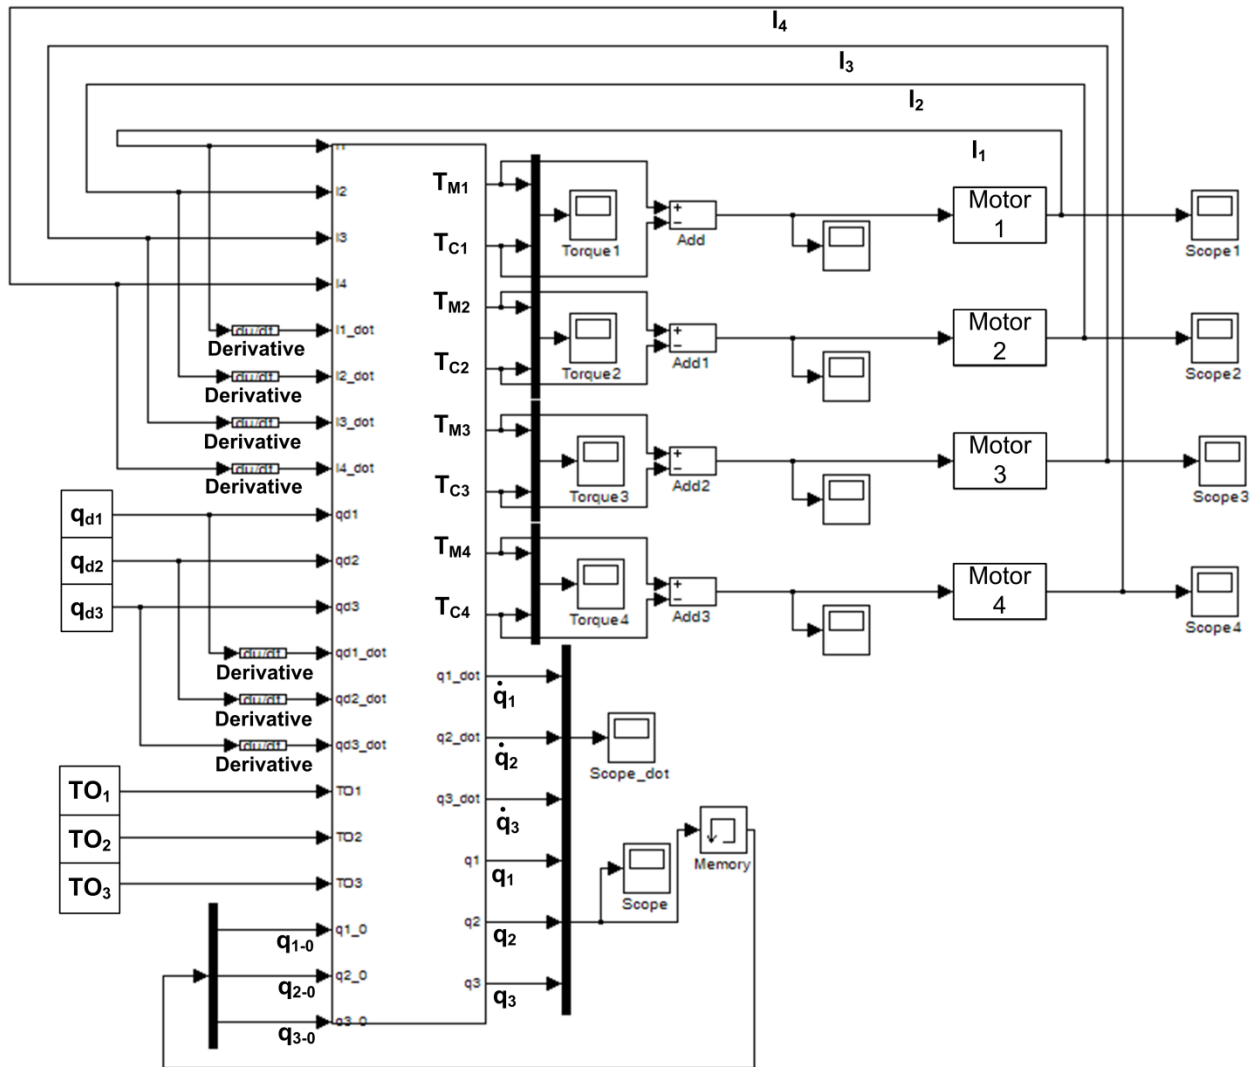 I4
I3
I2
I1
I1
I2
I3
I4
du/dt
I1_dot
Derivative
du/dt
I2_dot
Derivative
du/dt
I3_dot
Derivative
du/dt
I4_dot
Derivative
qd1
qd1
qd2
qd2
qd3
qd3
du/dt
qd1_dot
Derivative
du/dt
qd2_dot
Derivative
du/dt
qd3_dot
Derivative
TO1
TO1
TO2
TO2
TO3
TO3
q1-0
q1_0
q2-0
q2_0
q3-0
q3_0
TM1
TC1
TM2
TC2
TM3
TC3
TM4
TC4
q1_dot
q̇1
q2_dot
q̇2
q3_dot
q̇3
q1
q1
q2
q2
q3
q3
Torque1
+
−
Add
Motor
1
Scope1
Torque2
+
−
Add1
Motor
2
Scope2
Torque3
+
−
Add2
Motor
3
Scope3
Torque4
+
−
Add3
Motor
4
Scope4
Scope_dot
Scope
Memory